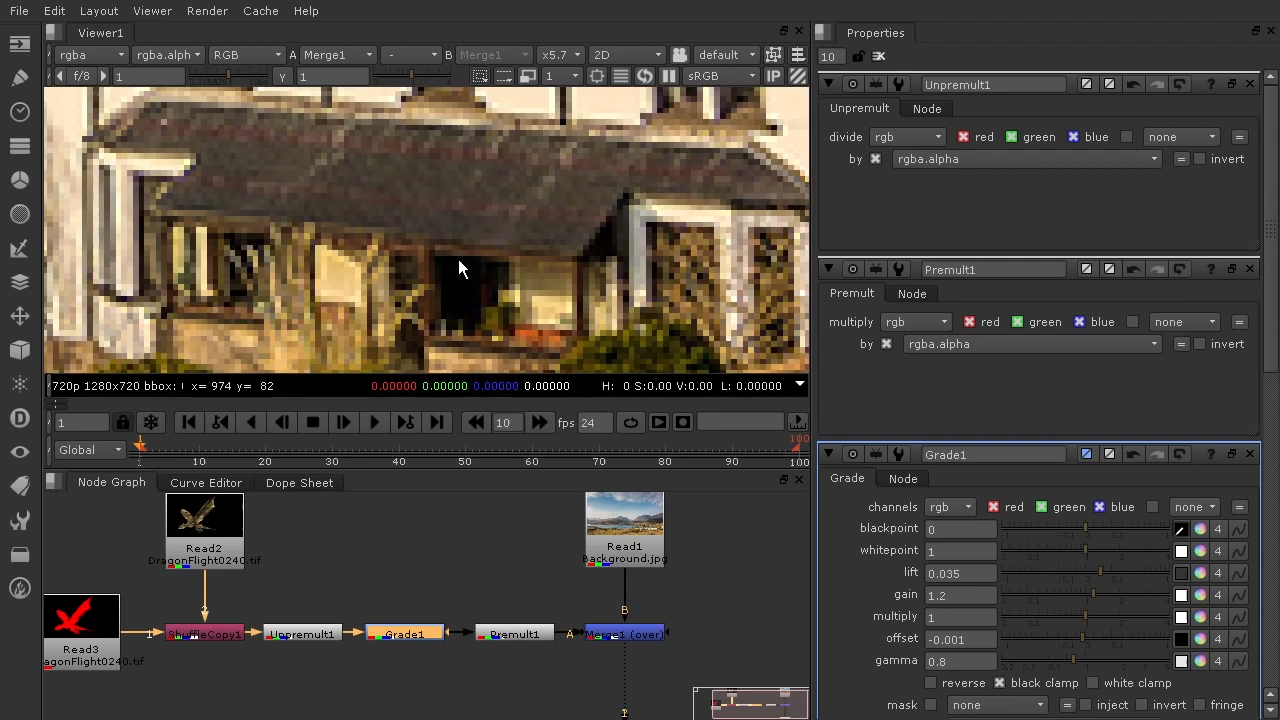 File Edit Layout Viewer Render Cache Help
Viewer1
Properties
rgba rgba.alph RGB A Merge1 - B Merge1 x5.7 2D default
10
f/8 1 γ 1 1 sRGB IP
Unpremult1
Unpremult Node
divide rgb red green blue none =
by rgba.alpha = invert
Premult1
Premult Node
multiply rgb red green blue none =
by rgba.alpha = invert
720p 1280x720 bbox: x= 974 y= 82 0.00000 0.00000 0.00000 0.00000 H: 0 S:0.00 V:0.00 L: 0.00000
1 10 fps 24
Global 1 10 20 30 40 50 60 70 80 90 100 100
Node Graph Curve Editor Dope Sheet
Grade1
Grade Node
channels rgb red green blue none =
blackpoint 0 4
whitepoint 1 4
lift 0.035 4
gain 1.2 4
multiply 1 4
offset -0.001 4
gamma 0.8 4
reverse black clamp white clamp
mask none = inject invert fringe
Read2
DragonFlight0240.tif
Read1
Background.jpg
2
B
1 ShuffleCopy1 Unpremult1 Grade1 Premult1 A Merge1 (over)
Read3
agonFlight0240.tif
1